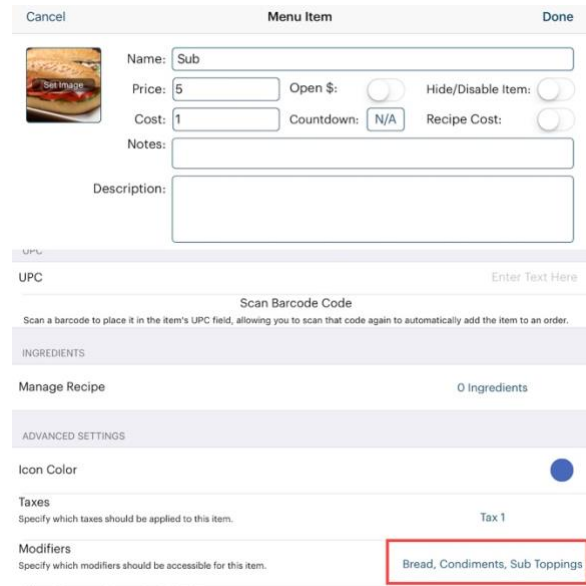 Cancel Menu Item Done
Set Image
Name: Sub
Price: 5 Open $: Hide/Disable Item:
Cost: 1 Countdown: N/A Recipe Cost:
Notes:
Description:
UPC
UPC Enter Text Here
Scan Barcode Code
Scan a barcode to place it in the item's UPC field, allowing you to scan that code again to automatically add the item to an order.
INGREDIENTS
Manage Recipe 0 Ingredients
ADVANCED SETTINGS
Icon Color
Taxes
Specify which taxes should be applied to this item. Tax 1
Modifiers
Specify which modifiers should be accessible for this item. Bread, Condiments, Sub Toppings